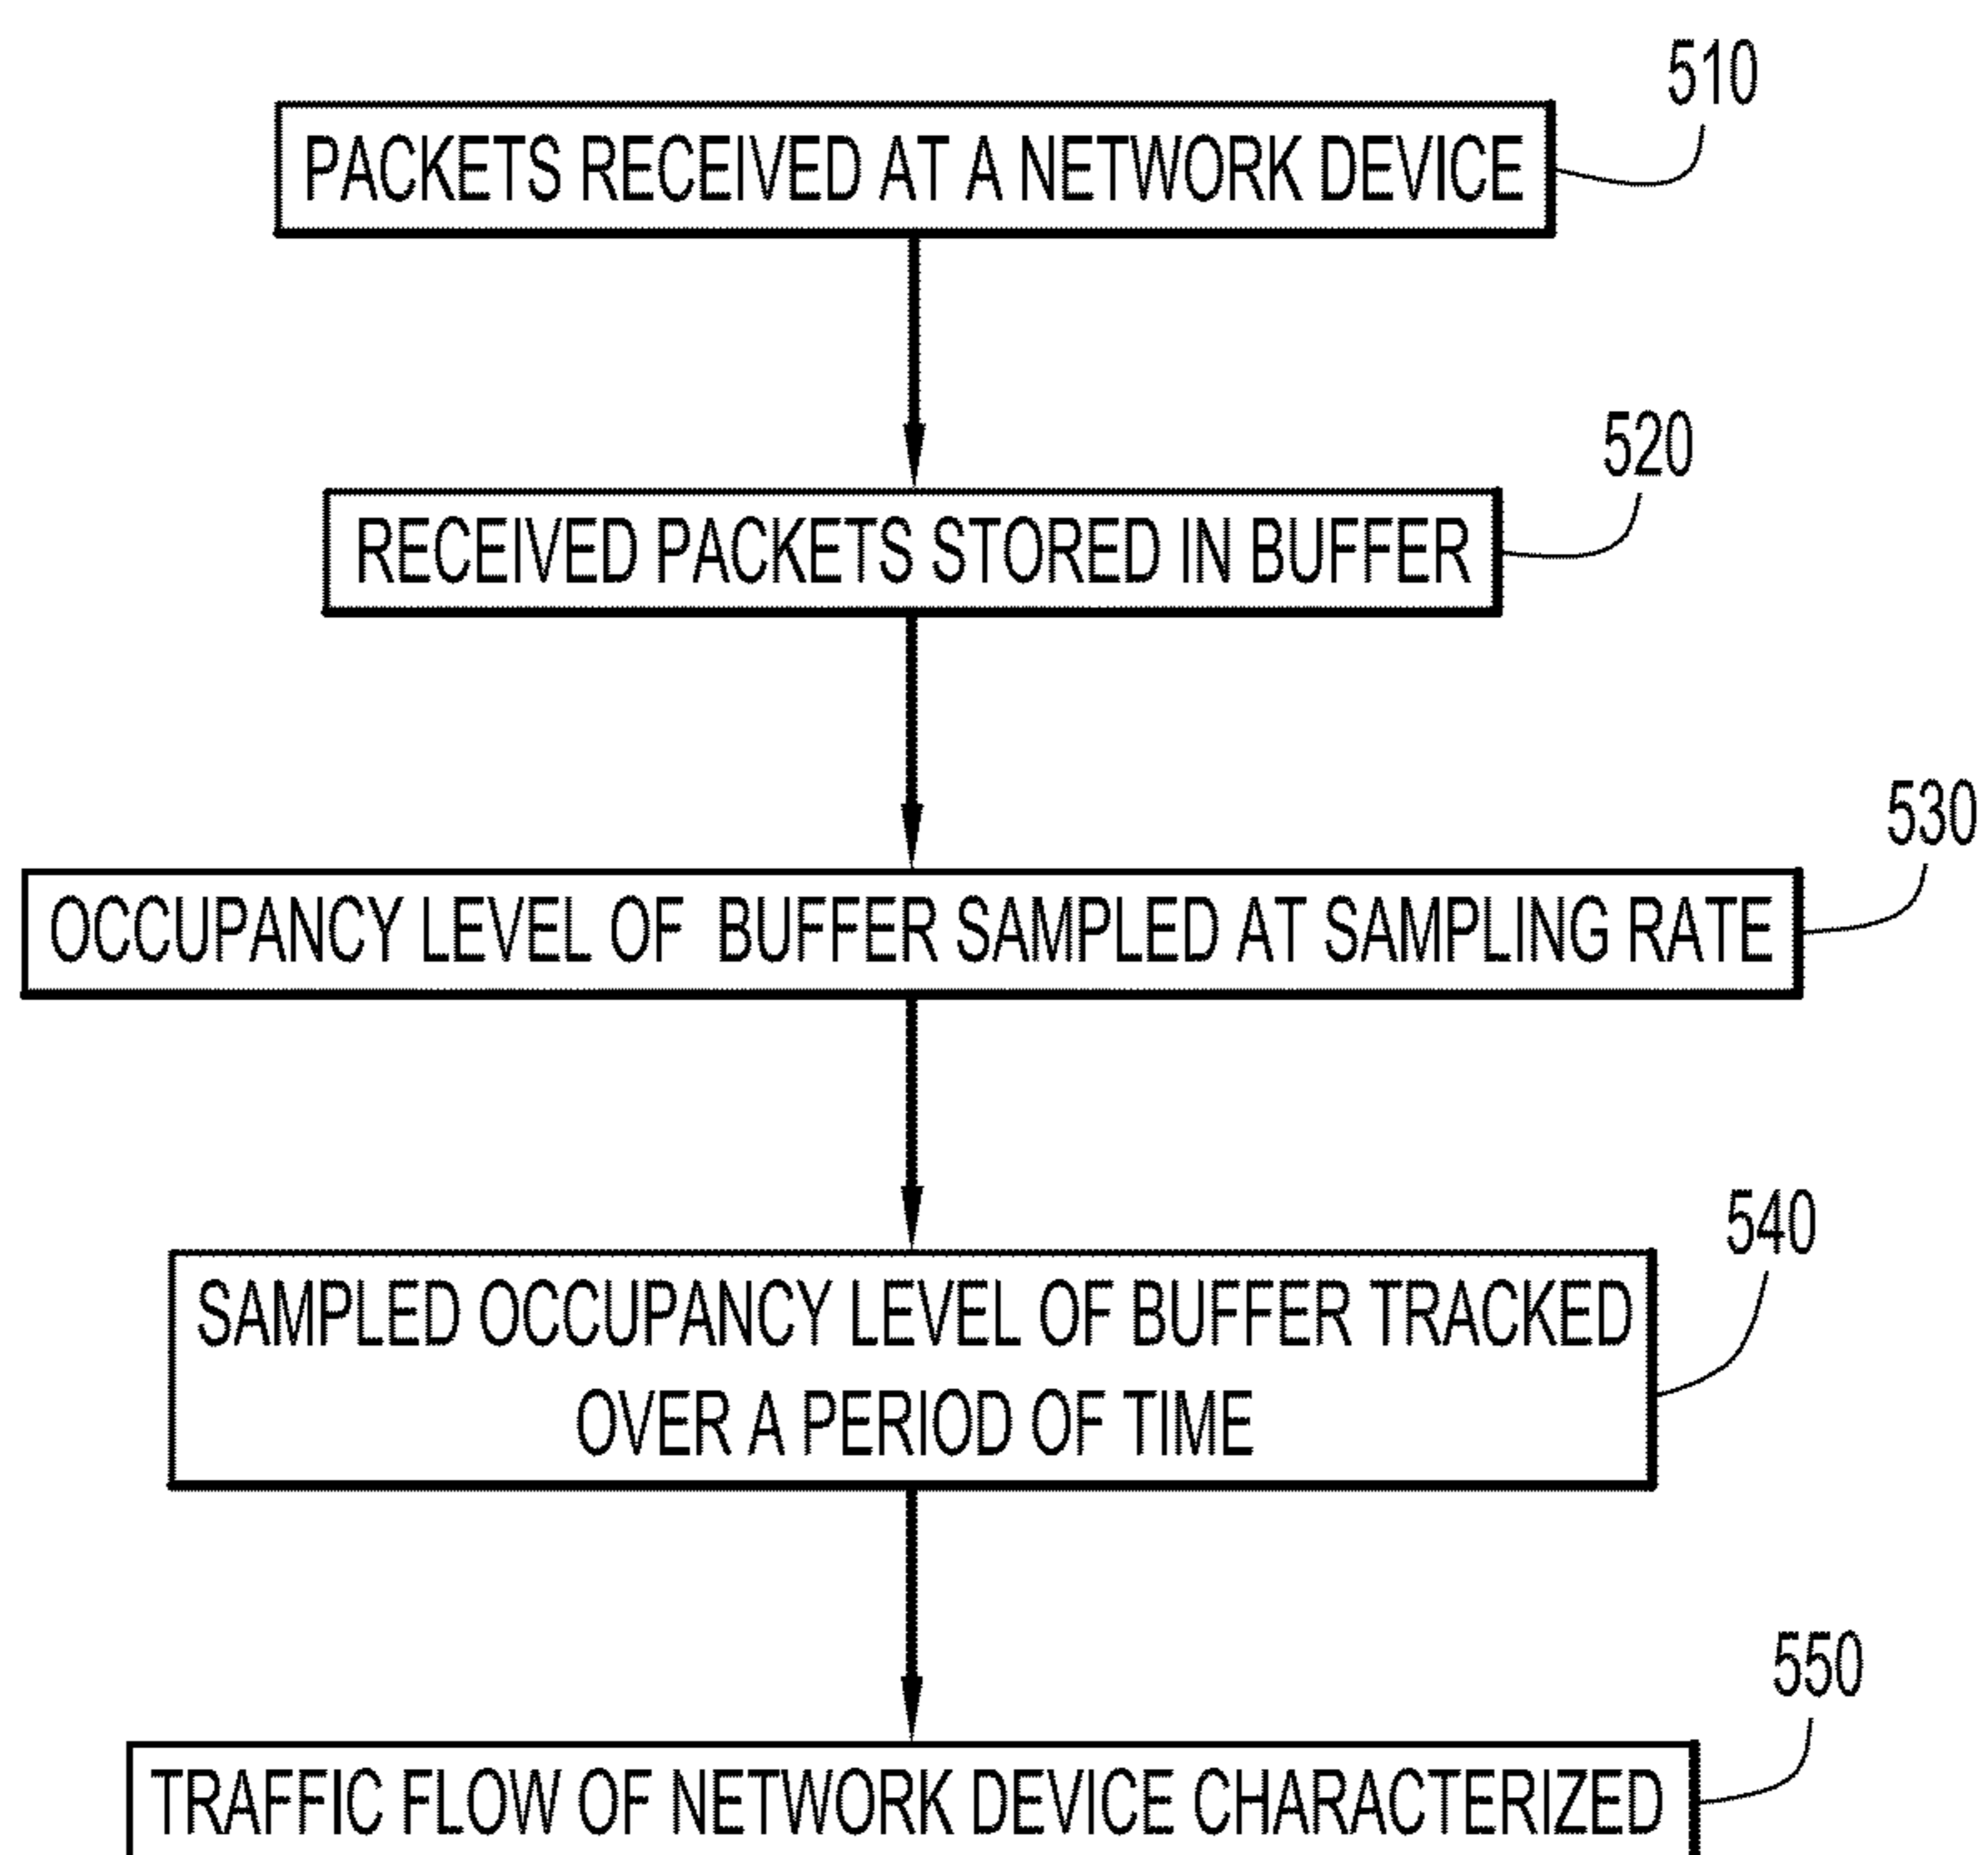 510
PACKETS RECEIVED AT A NETWORK DEVICE
520
RECEIVED PACKETS STORED IN BUFFER
530
OCCUPANCY LEVEL OF BUFFER SAMPLED AT SAMPLING RATE
540
SAMPLED OCCUPANCY LEVEL OF BUFFER TRACKED
OVER A PERIOD OF TIME
550
TRAFFIC FLOW OF NETWORK DEVICE CHARACTERIZED